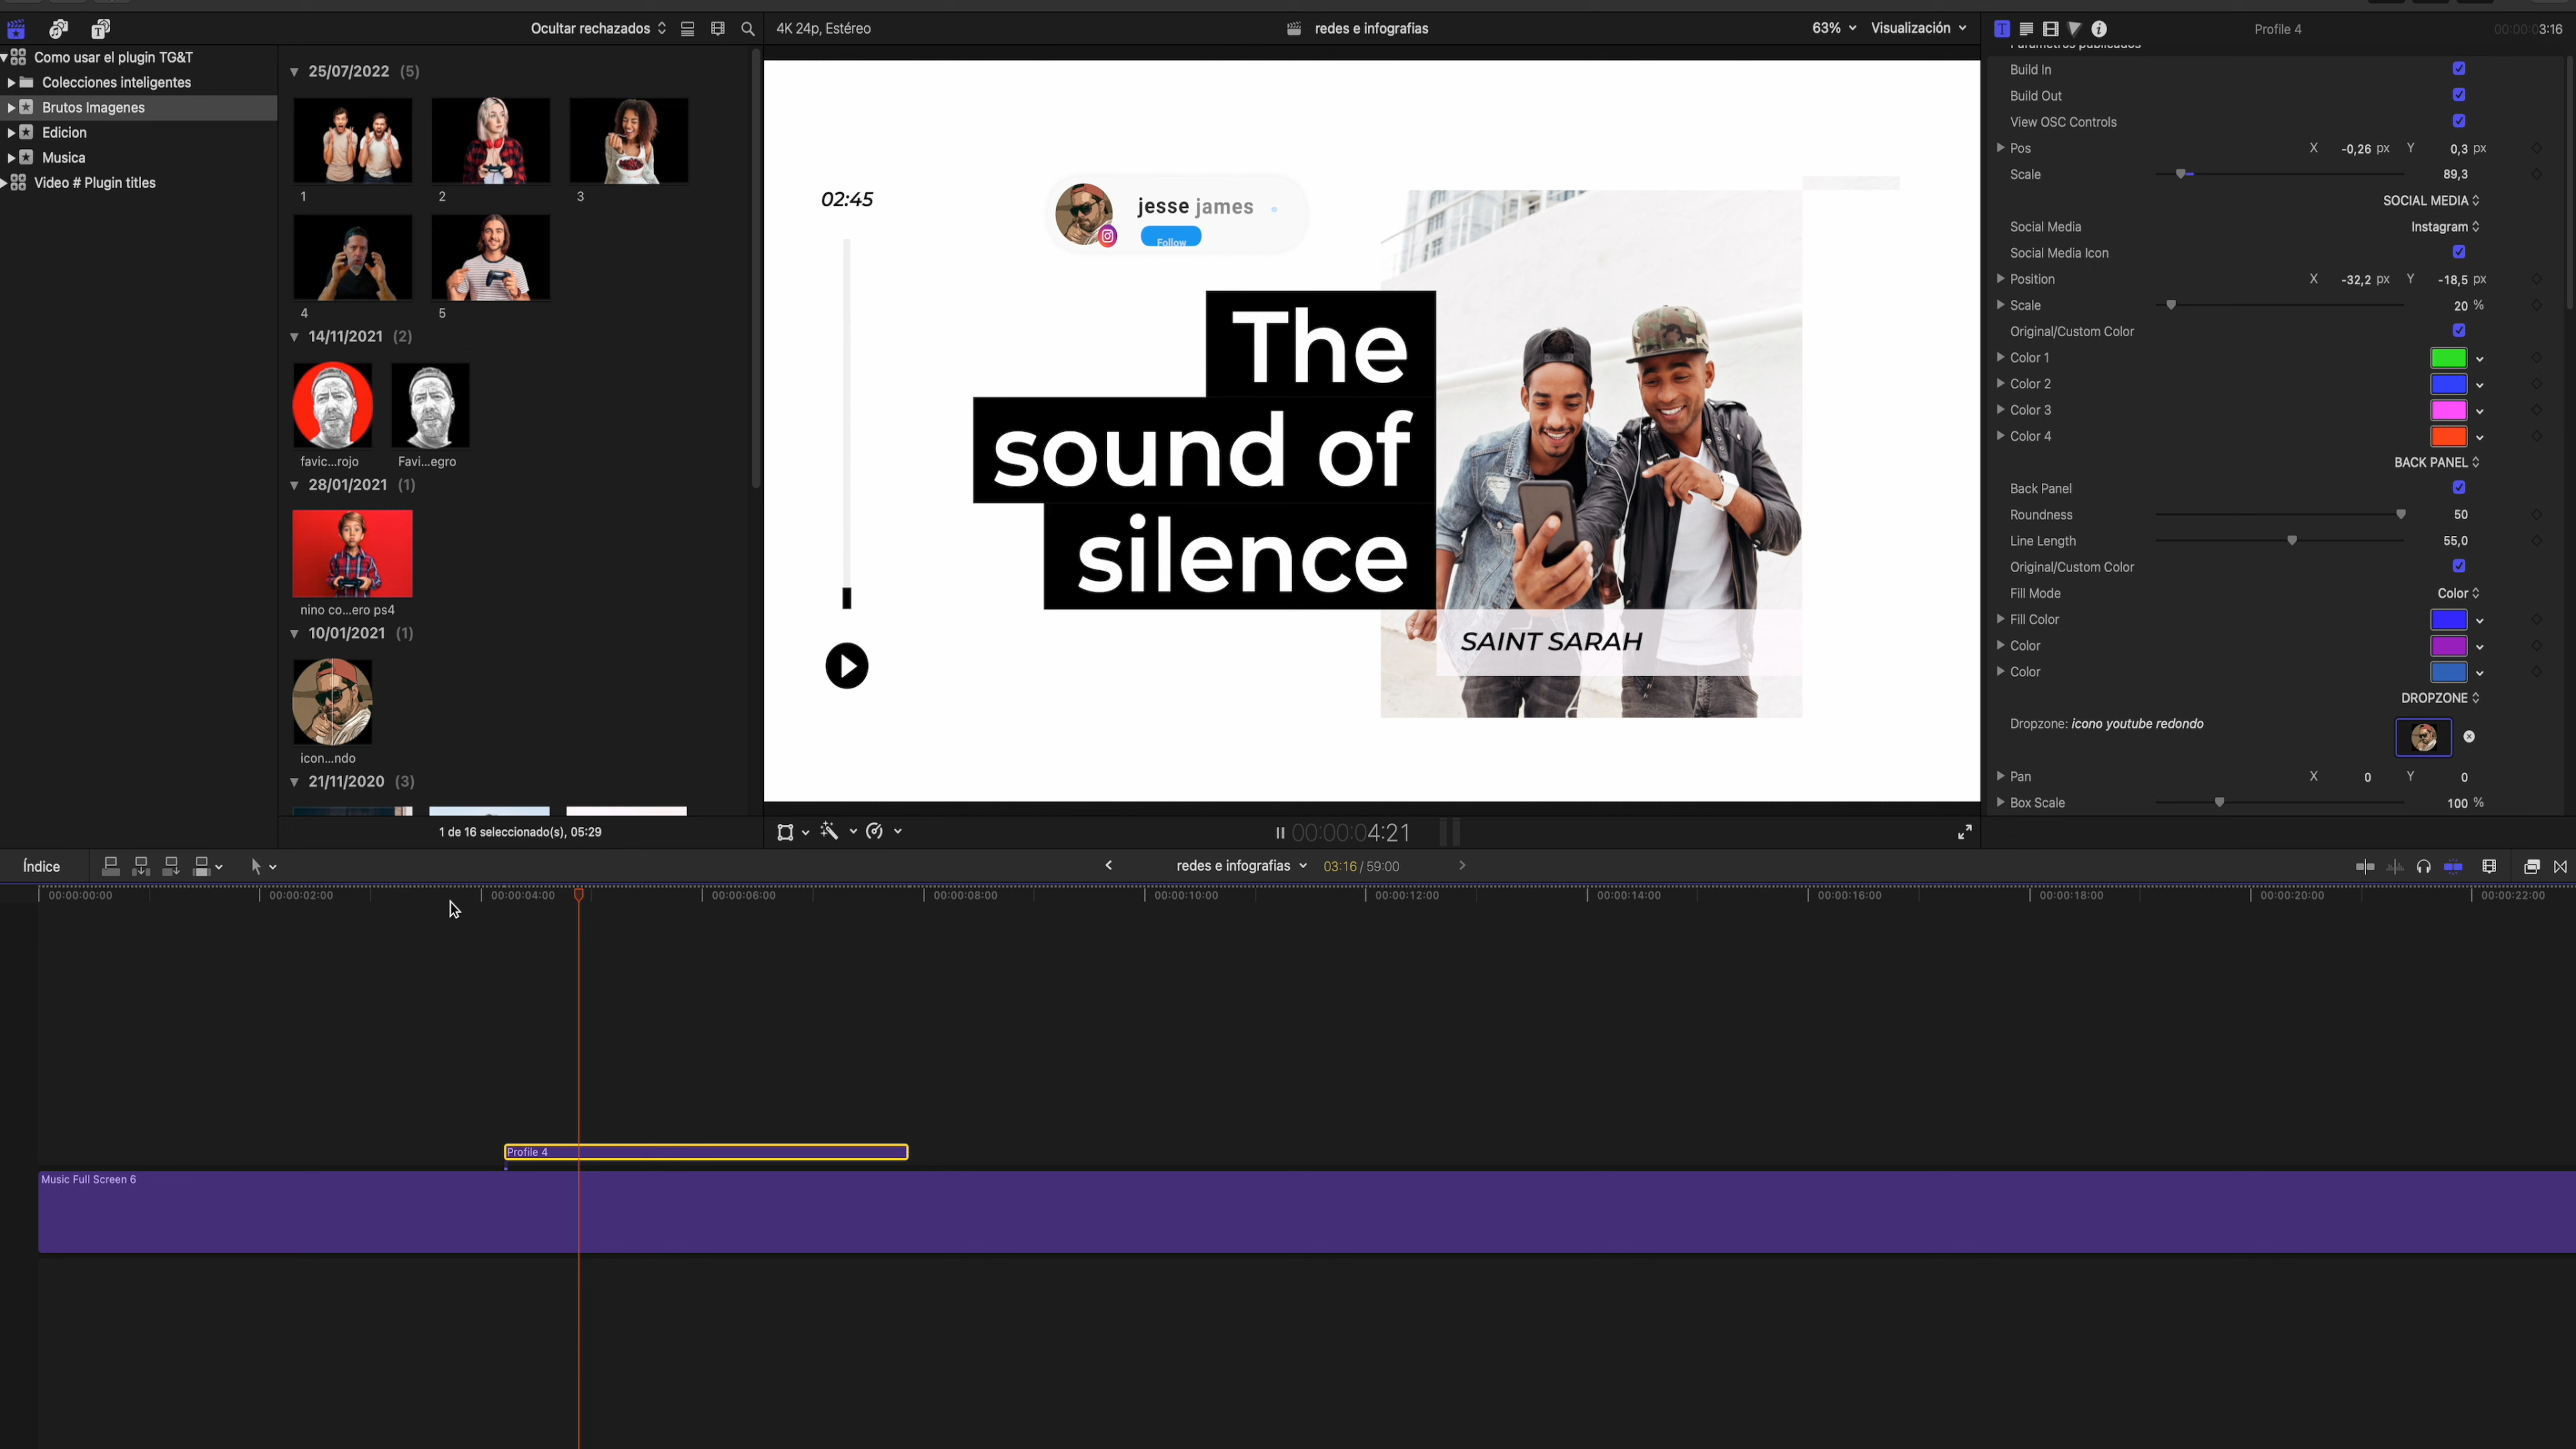 Ocultar rechazados
4K 24p, Estéreo
redes e infografias
63%
Visualización
Profile 4
00:00:03:16
Como usar el plugin TG&T
Colecciones inteligentes
Brutos Imagenes
Edicion
Musica
Video # Plugin titles
25/07/2022 (5)
1
2
3
4
5
14/11/2021 (2)
favic...rojo
Favi...egro
28/01/2021 (1)
nino co...ero ps4
10/01/2021 (1)
icon...ndo
21/11/2020 (3)
1 de 16 seleccionado(s), 05:29
02:45
jesse james
Follow
The
sound of
silence
SAINT SARAH
00:00:04:21
Parámetros publicados
Build In
Build Out
View OSC Controls
Pos X -0,26 px Y 0,3 px
Scale 89,3
SOCIAL MEDIA
Social Media Instagram
Social Media Icon
Position X -32,2 px Y -18,5 px
Scale 20 %
Original/Custom Color
Color 1
Color 2
Color 3
Color 4
BACK PANEL
Back Panel
Roundness 50
Line Length 55,0
Original/Custom Color
Fill Mode Color
Fill Color
Color
Color
DROPZONE
Dropzone: icono youtube redondo
Pan X 0 Y 0
Box Scale 100 %
Índice
redes e infografias 03:16 / 59:00
00:00:00:00
00:00:02:00
00:00:04:00
00:00:06:00
00:00:08:00
00:00:10:00
00:00:12:00
00:00:14:00
00:00:16:00
00:00:18:00
00:00:20:00
00:00:22:00
Profile 4
Music Full Screen 6